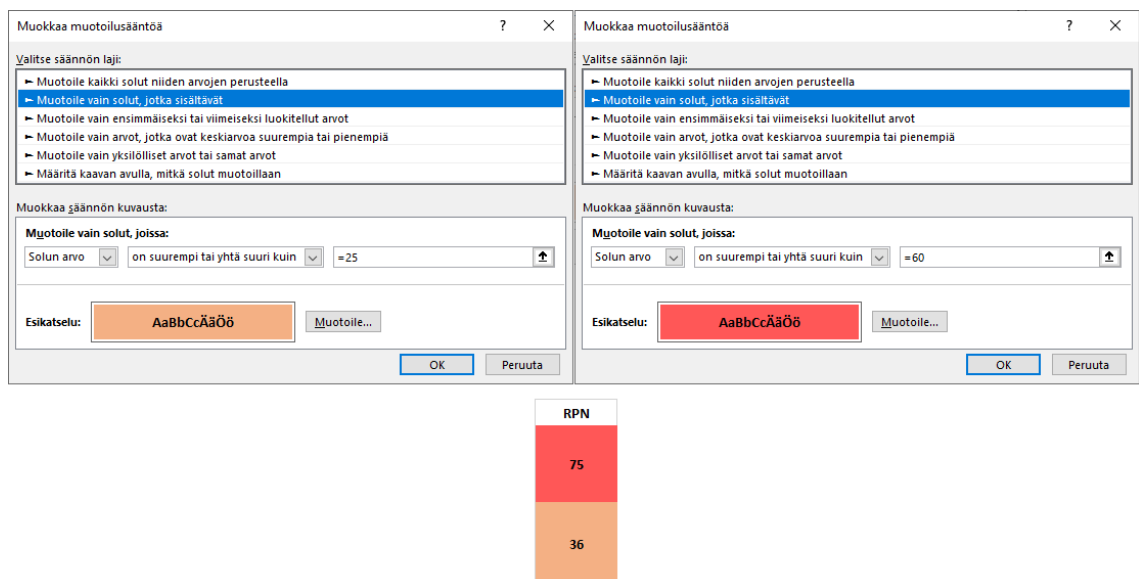 Muokkaa muotoilusääntöä
Valitse säännön laji:
► Muotoile kaikki solut niiden arvojen perusteella
► Muotoile vain solut, jotka sisältävät
► Muotoile vain ensimmäiseksi tai viimeiseksi luokitellut arvot
► Muotoile vain arvot, jotka ovat keskiarvoa suurempia tai pienempiä
► Muotoile vain yksilölliset arvot tai samat arvot
► Määritä kaavan avulla, mitkä solut muotoillaan
Muokkaa säännön kuvausta:
Muotoile vain solut, joissa:
Solun arvo on suurempi tai yhtä suuri kuin =25
Esikatselu: AaBbCcÄäÖö Muotoile...
OK Peruuta
Muokkaa muotoilusääntöä
Valitse säännön laji:
► Muotoile kaikki solut niiden arvojen perusteella
► Muotoile vain solut, jotka sisältävät
► Muotoile vain ensimmäiseksi tai viimeiseksi luokitellut arvot
► Muotoile vain arvot, jotka ovat keskiarvoa suurempia tai pienempiä
► Muotoile vain yksilölliset arvot tai samat arvot
► Määritä kaavan avulla, mitkä solut muotoillaan
Muokkaa säännön kuvausta:
Muotoile vain solut, joissa:
Solun arvo on suurempi tai yhtä suuri kuin =60
Esikatselu: AaBbCcÄäÖö Muotoile...
OK Peruuta
RPN
75
36